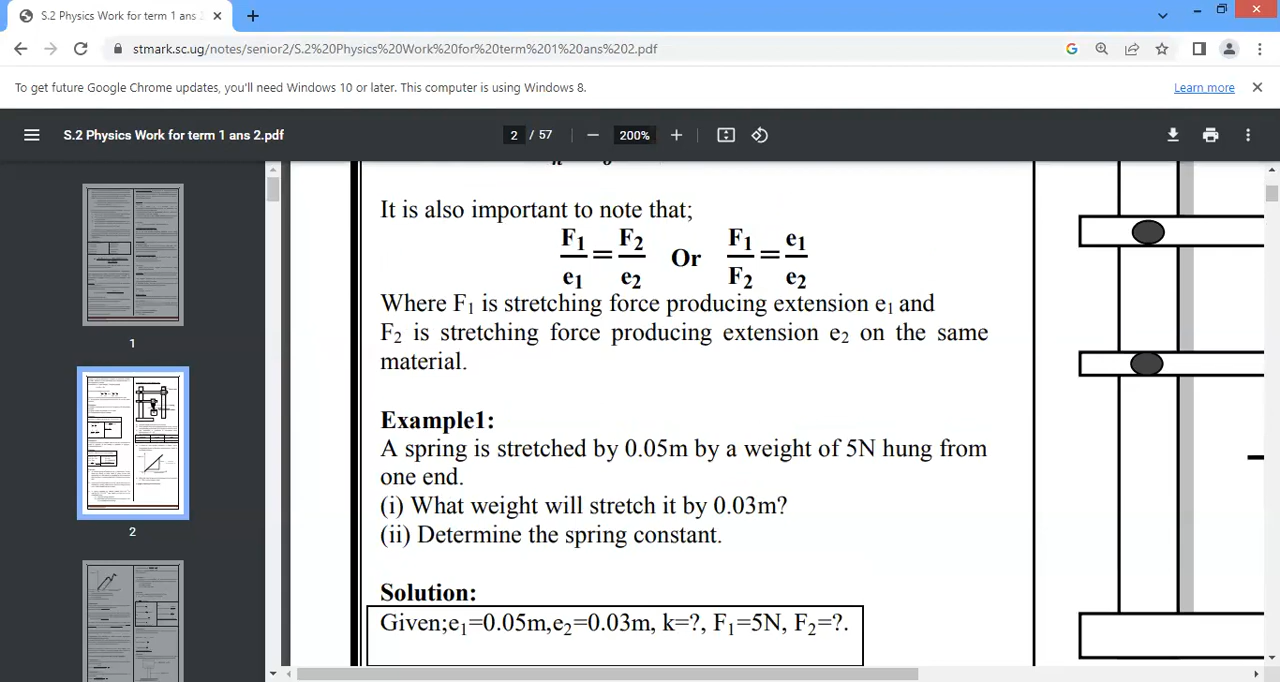 S.2 Physics Work for term 1 ans 2
stmark.sc.ug/notes/senior2/S.2%20Physics%20Work%20for%20term%201%20ans%202.pdf
To get future Google Chrome updates, you'll need Windows 10 or later. This computer is using Windows 8.
Learn more
S.2 Physics Work for term 1 ans 2.pdf
2 / 57
200%
1
2
It is also important to note that;
F₁/e₁ = F₂/e₂ Or F₁/F₂ = e₁/e₂
Where F₁ is stretching force producing extension e₁ and
F₂ is stretching force producing extension e₂ on the same
material.
Example1:
A spring is stretched by 0.05m by a weight of 5N hung from
one end.
(i) What weight will stretch it by 0.03m?
(ii) Determine the spring constant.
Solution:
Given;e₁=0.05m,e₂=0.03m, k=?, F₁=5N, F₂=?.